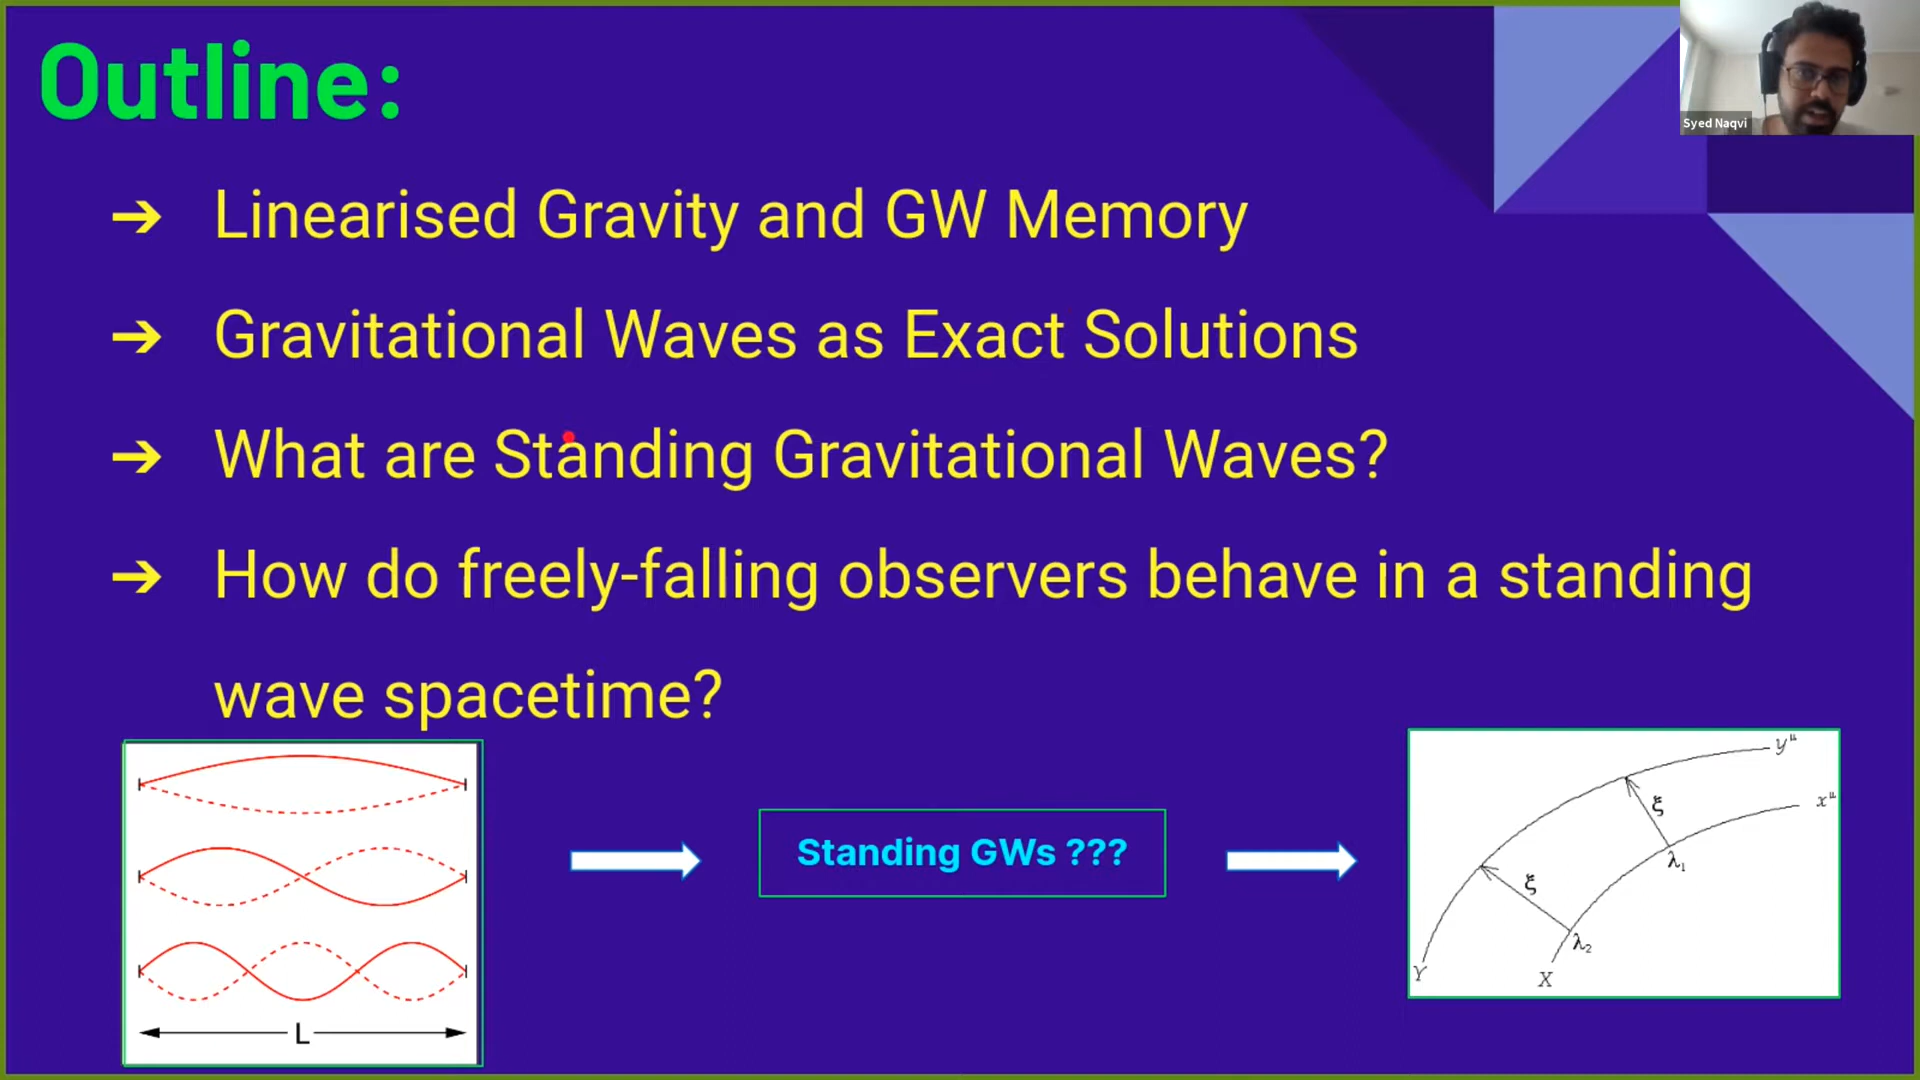 Outline:
Syed Naqvi
➔ Linearised Gravity and GW Memory
➔ Gravitational Waves as Exact Solutions
➔ What are Standing Gravitational Waves?
➔ How do freely-falling observers behave in a standing
wave spacetime?
L
Standing GWs ???
y^μ
x^μ
ξ
λ₁
ξ
λ₂
Y
X